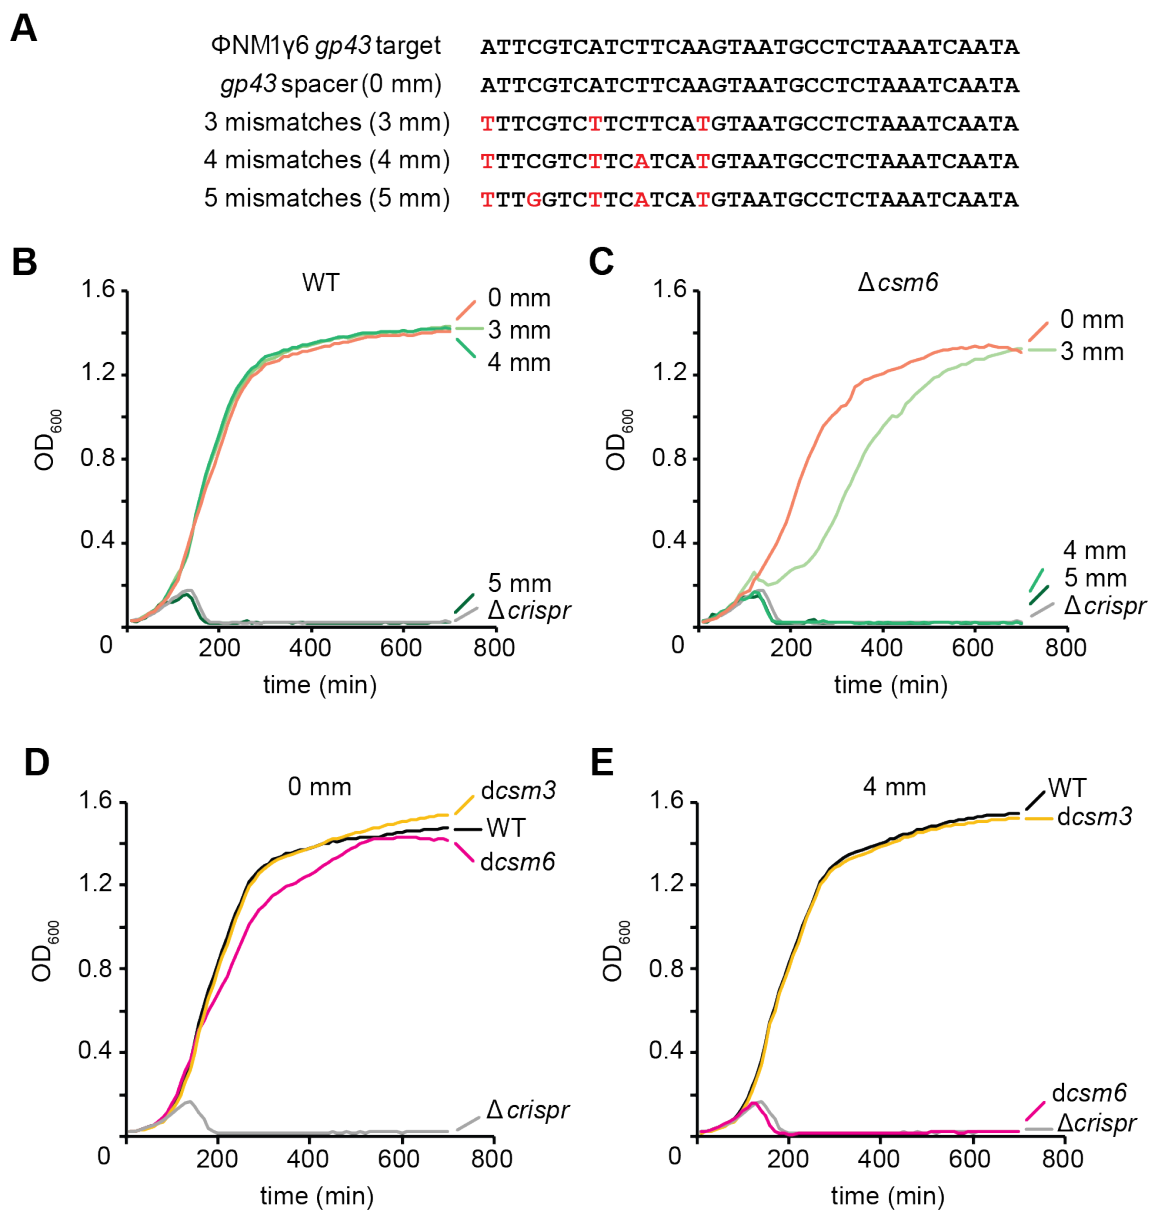 A
ΦNM1γ6 gp43 target ATTCGTCATCTTCAAGTAATGCCTCTAAATCAATA
gp43 spacer (0 mm) ATTCGTCATCTTCAAGTAATGCCTCTAAATCAATA
3 mismatches (3 mm) TTTCGTCTTCTTCATGTAATGCCTCTAAATCAATA
4 mismatches (4 mm) TTTCGTCTTCATCATGTAATGCCTCTAAATCAATA
5 mismatches (5 mm) TTTGGTCTTCATCATGTAATGCCTCTAAATCAATA
B
WT
1.6
1.2
0.8
0.4
0
OD600
0 mm
3 mm
4 mm
5 mm
Δcrispr
200 400 600 800
time (min)
C
Δcsm6
1.6
1.2
0.8
0.4
0
OD600
0 mm
3 mm
4 mm
5 mm
Δcrispr
200 400 600 800
time (min)
D
0 mm
1.6
1.2
0.8
0.4
0
OD600
dcsm3
WT
dcsm6
Δcrispr
200 400 600 800
time (min)
E
4 mm
1.6
1.2
0.8
0.4
0
OD600
WT
dcsm3
dcsm6
Δcrispr
200 400 600 800
time (min)